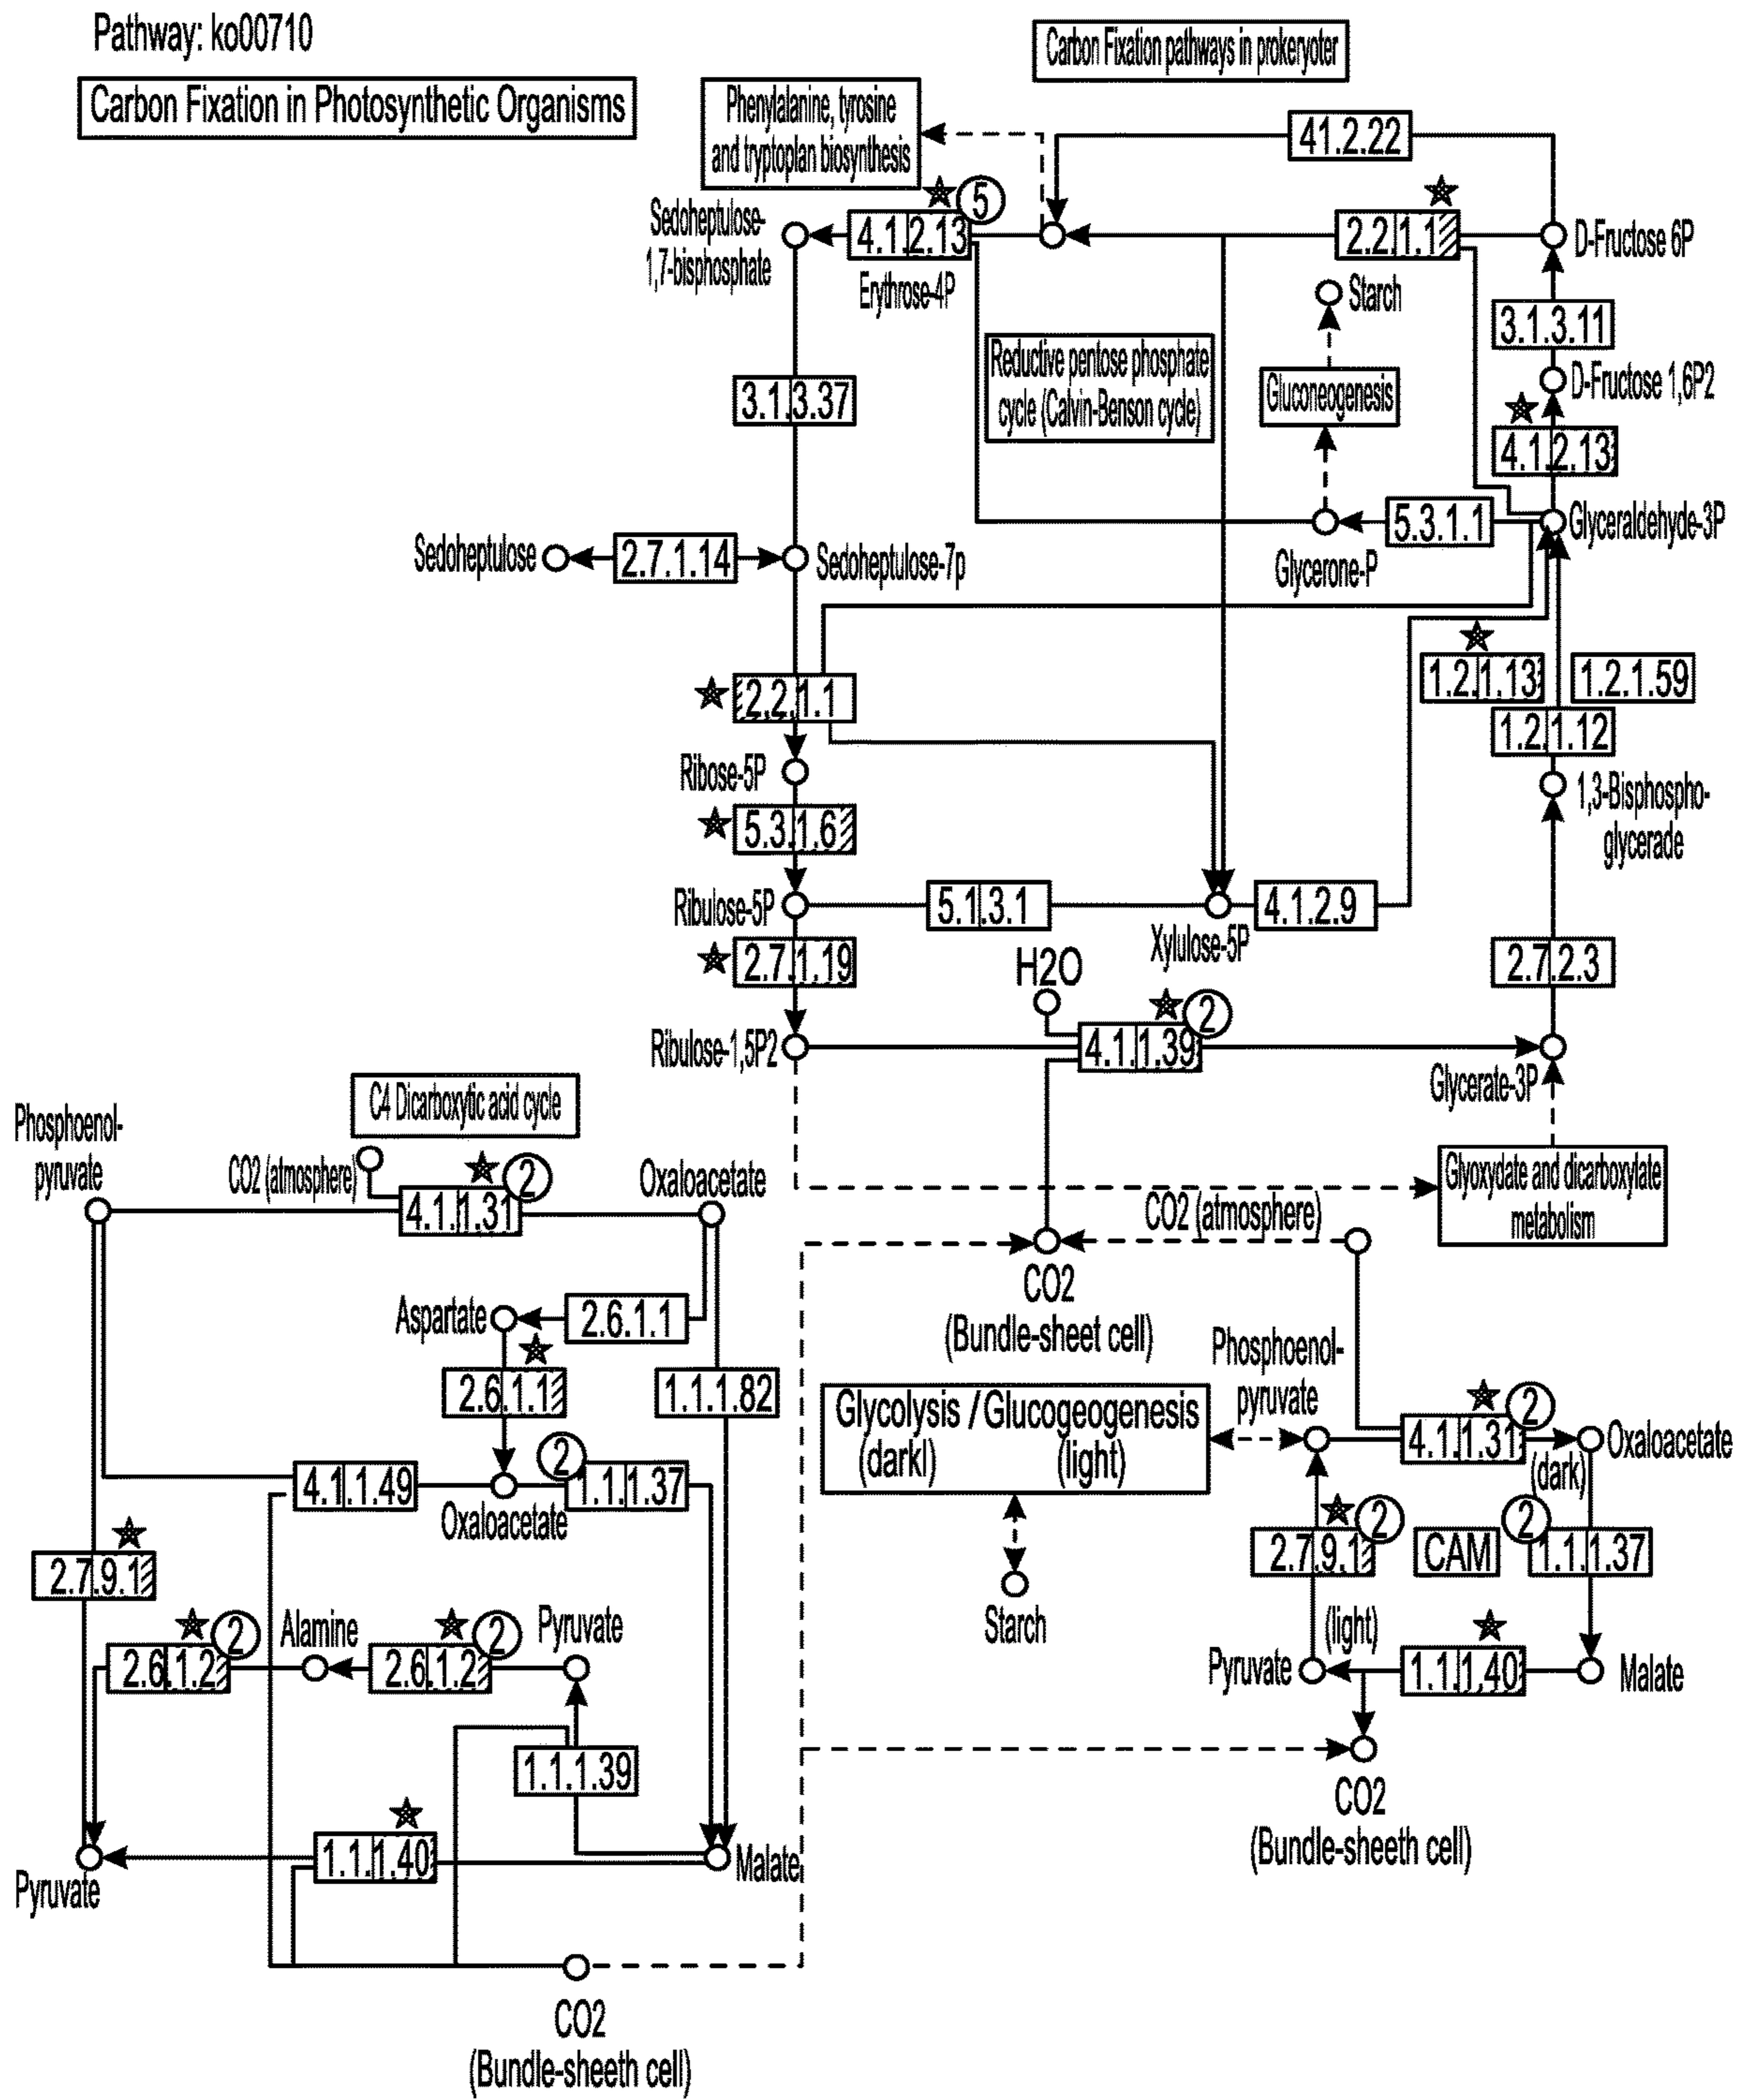 Pathway: ko00710
Carbon Fixation in Photosynthetic Organisms
Carbon Fixation pathways in prokeryoter
Phenylalanine, tyrosine
and tryptoplan biosynthesis
41.2.22
Sedoheptulose-
1,7-bisphosphate
4.1.2.13
5
Erythrose-4P
2.2.1.1
D-Fructose 6P
Starch
3.1.3.11
Reductive pentose phosphate
cycle (Calvin-Benson cycle)
Gluconeogenesis
D-Fructose 1,6P2
3.1.3.37
4.1.2.13
Sedoheptulose
2.7.1.14
Sedoheptulose-7p
Glycerone-P
5.3.1.1
Glyceraldehyde-3P
2.2.1.1
1.2.1.13
1.2.1.59
1.2.1.12
Ribose-5P
1,3-Bisphospho-
glycerade
5.3.1.6
Ribulose-5P
5.1.3.1
Xylulose-5P
4.1.2.9
2.7.1.19
H2O
2.7.2.3
Ribulose-1,5P2
4.1.1.39
2
Glycerate-3P
C4 Dicarboxytic acid cycle
Phosphoenol-
pyruvate
CO2 (atmosphere)
4.1.1.31
2
Oxaloacetate
Glyoxydate and dicarboxylate
metabolism
CO2 (atmosphere)
CO2
(Bundle-sheet cell)
Aspartate
2.6.1.1
2.6.1.1
1.1.1.82
Phosphoenol-
pyruvate
Glycolysis / Glucogeogenesis
(darkl)
(light)
4.1.1.31
2
Oxaloacetate
(dark)
4.1.1.49
Oxaloacetate
2
1.1.1.37
2.7.9.1
2.7.9.1
2
CAM
2
1.1.1.37
Starch
2.6.1.2
2
Alamine
2.6.1.2
2
Pyruvate
(light)
Pyruvate
1.1.1.40
Malate
1.1.1.39
CO2
(Bundle-sheeth cell)
Pyruvate
1.1.1.40
Malate
CO2
(Bundle-sheeth cell)